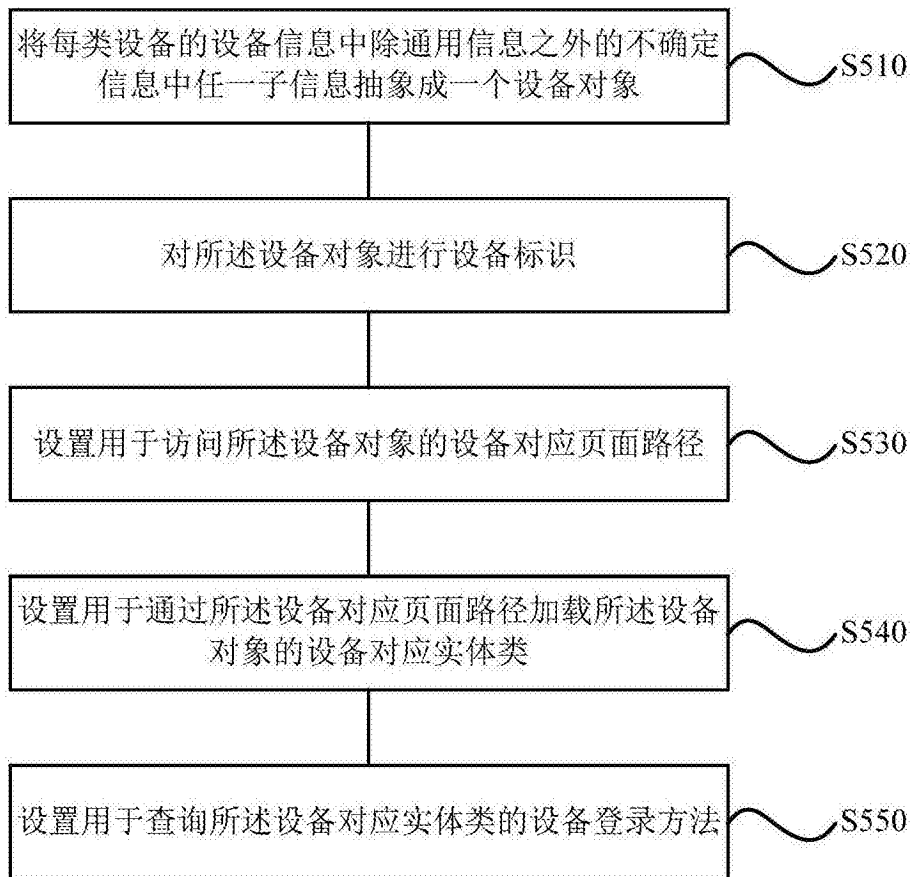 将每类设备的设备信息中除通用信息之外的不确定
信息中任一子信息抽象成一个设备对象
S510
对所述设备对象进行设备标识
S520
设置用于访问所述设备对象的设备对应页面路径
S530
设置用于通过所述设备对应页面路径加载所述设备
对象的设备对应实体类
S540
设置用于查询所述设备对应实体类的设备登录方法
S550